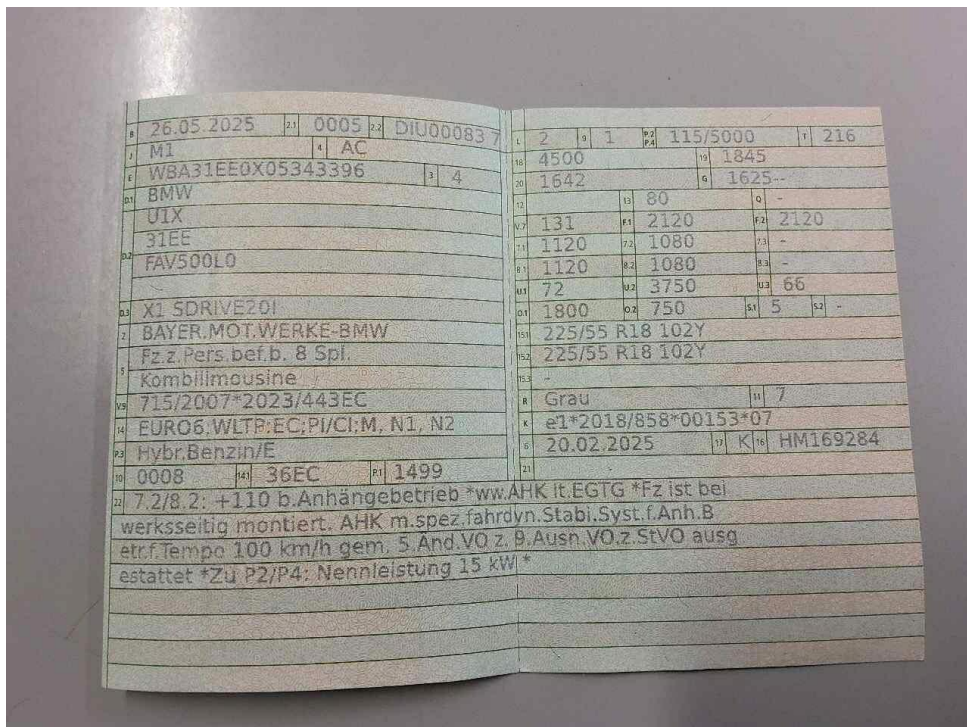 B 26.05.2025 2.1 0005 2.2 DIU00083 7
J M1 4 AC
E WBA31EE0X05343396 3 4
D.1 BMW
U1X
D.2 31EE
FAV500L0
D.3 X1 SDRIVE20I
2 BAYER.MOT.WERKE-BMW
5 Fz.z.Pers.bef.b. 8 Spl.
Kombilimousine
V.9 715/2007*2023/443EC
14 EURO6;WLTP;EC;PI/CI;M, N1, N2
P.3 Hybr.Benzin/E
10 0008 14.1 36EC P.1 1499
L 2 9 1 P.2 P.4 115/5000 T 216
18 4500 19 1845
20 1642 G 1625--
12 13 80 Q -
V.7 131 F.1 2120 F.2 2120
7.1 1120 7.2 1080 7.3 -
8.1 1120 8.2 1080 8.3 -
U.1 72 U.2 3750 U.3 66
O.1 1800 O.2 750 S.1 5 S.2 -
15.1 225/55 R18 102Y
15.2 225/55 R18 102Y
15.3 -
R Grau 11 7
K e1*2018/858*00153*07
6 20.02.2025 17 K 16 HM169284
21
22 7.2/8.2: +110 b.Anhängebetrieb *ww.AHK lt.EGTG *Fz ist bei
werksseitig montiert. AHK m.spez.fahrdyn.Stabi.Syst.f.Anh.B
etr.f.Tempo 100 km/h gem. 5.Änd.VO z. 9.Ausn.VO.z.StVO ausg
estattet *Zu P2/P4: Nennleistung 15 kW *